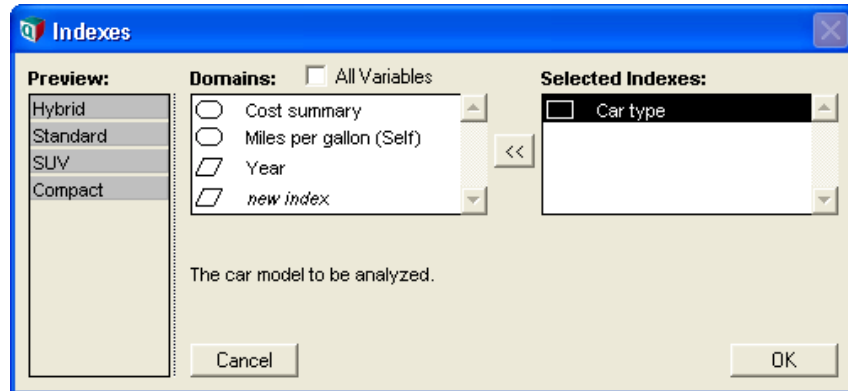 Indexes
Preview:
Hybrid
Standard
SUV
Compact
Domains:
All Variables
Cost summary
Miles per gallon (Self)
Year
new index
<<
Selected Indexes:
Car type
The car model to be analyzed.
Cancel
OK